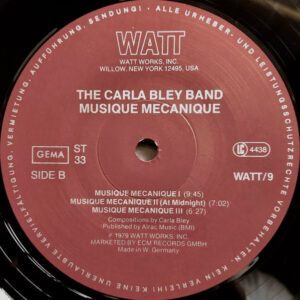 AUFFÜHRUNG, SENDUNG! · ALLE URHEBER- UND LEISTUNGSSCHUTZRECHTE VORBEHALTEN. KEIN VERLEIH! KEINE UNERLAUBTE VERVIELFÄLTIGUNG, VERMIETUNG,
WATT
WATT WORKS, INC.
WILLOW, NEW YORK 12495, USA
THE CARLA BLEY BAND
MUSIQUE MECANIQUE
GEMA
ST
33
LC
4438
SIDE B
WATT/9
MUSIQUE MECANIQUE I (9:45)
MUSIQUE MECANIQUE II (At Midnight) (7:02)
MUSIQUE MECANIQUE III (6:27)
Compositions by Carla Bley
Published by Alrac Music (BMI)
℗ 1979 WATT WORKS, INC.
MARKETED BY ECM RECORDS GMBH
Made in W. Germany